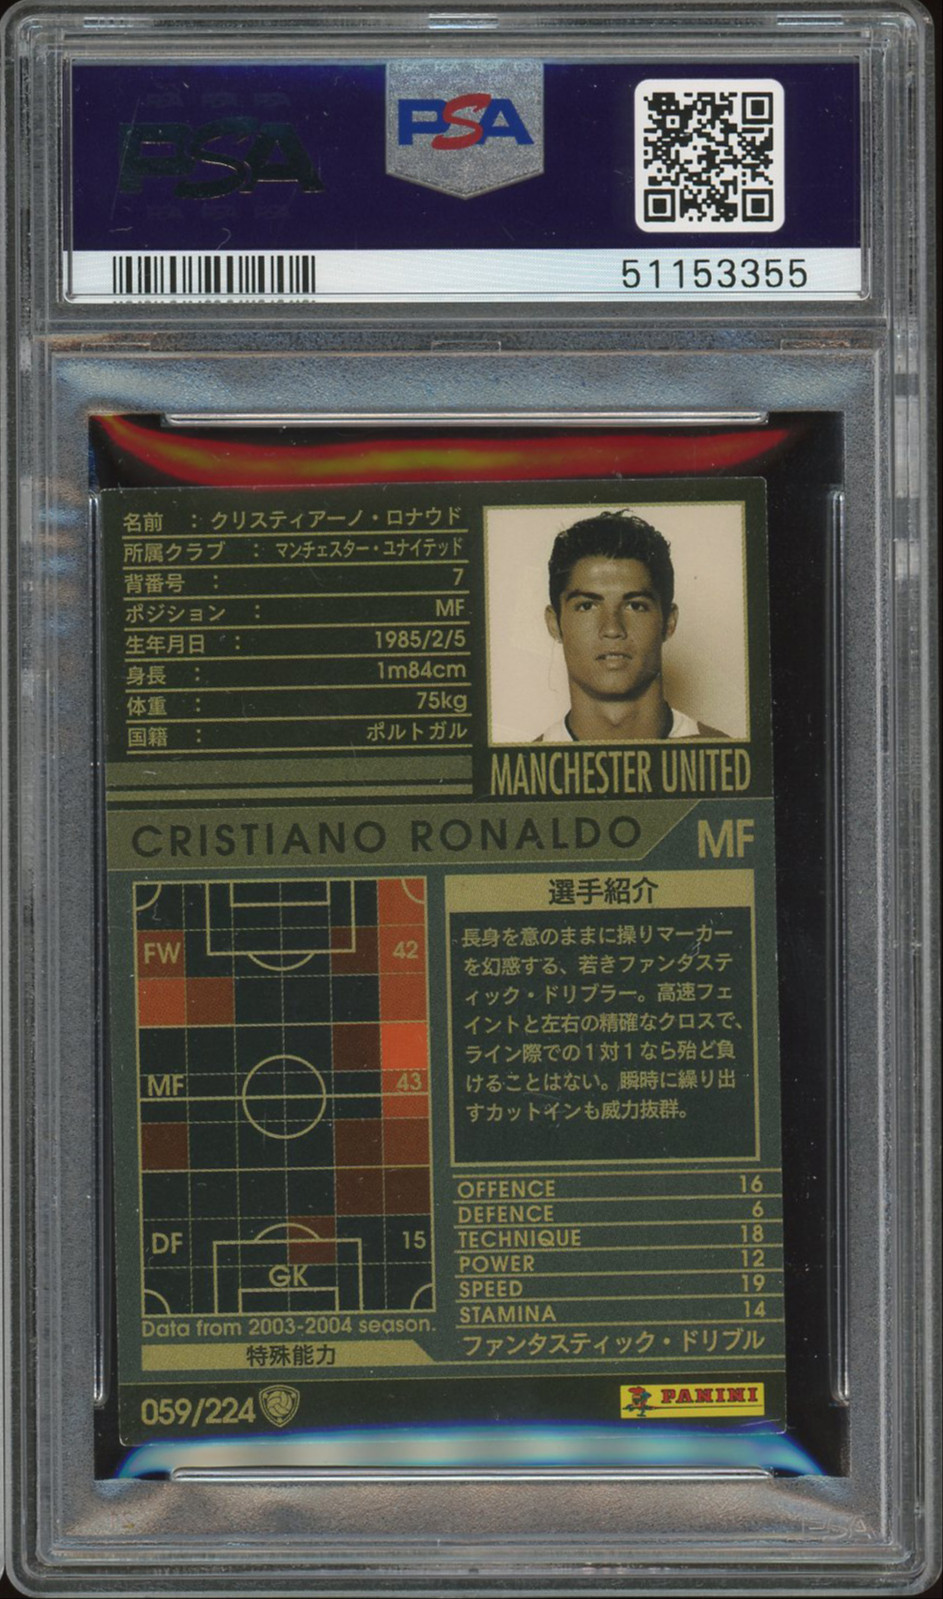 PSA
PSA
51153355
名前 : クリスティアーノ・ロナウド
所属クラブ : マンチェスター・ユナイテッド
背番号 : 7
ポジション : MF
生年月日 : 1985/2/5
身長 : 1m84cm
体重 : 75kg
国籍 : ポルトガル
MANCHESTER UNITED
CRISTIANO RONALDO MF
FW 42
MF 43
DF 15
GK
Data from 2003-2004 season.
選手紹介
長身を意のままに操りマーカー
を幻惑する、若きファンタステ
ィック・ドリブラー。高速フェ
イントと左右の精確なクロスで、
ライン際での1対1なら殆ど負
けることはない。瞬時に繰り出
すカットインも威力抜群。
OFFENCE 16
DEFENCE 6
TECHNIQUE 18
POWER 12
SPEED 19
STAMINA 14
特殊能力
ファンタスティック・ドリブル
059/224
PANINI
PSA